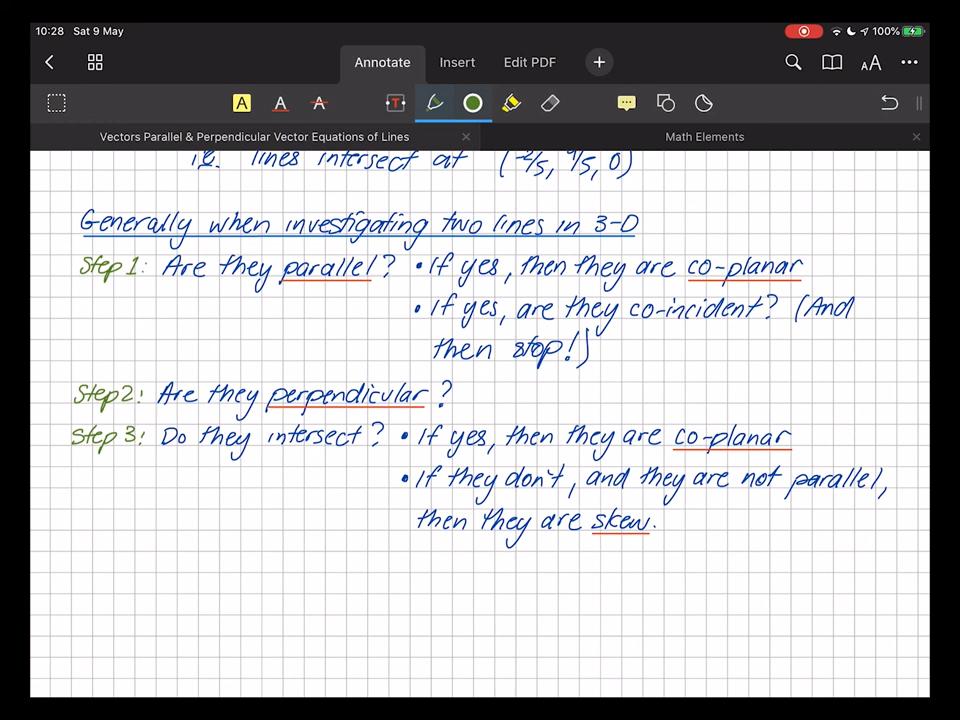 10:28 Sat 9 May 100%
Annotate Insert Edit PDF
A A A T
Vectors Parallel & Perpendicular Vector Equations of Lines Math Elements
i.e. lines intersect at (-2/5, 9/5, 0)
Generally when investigating two lines in 3-D
Step 1: Are they parallel? • If yes, then they are co-planar
• If yes, are they co-incident? (And
then stop!)
Step 2: Are they perpendicular?
Step 3: Do they intersect? • If yes, then they are co-planar
• If they don't, and they are not parallel,
then they are skew.